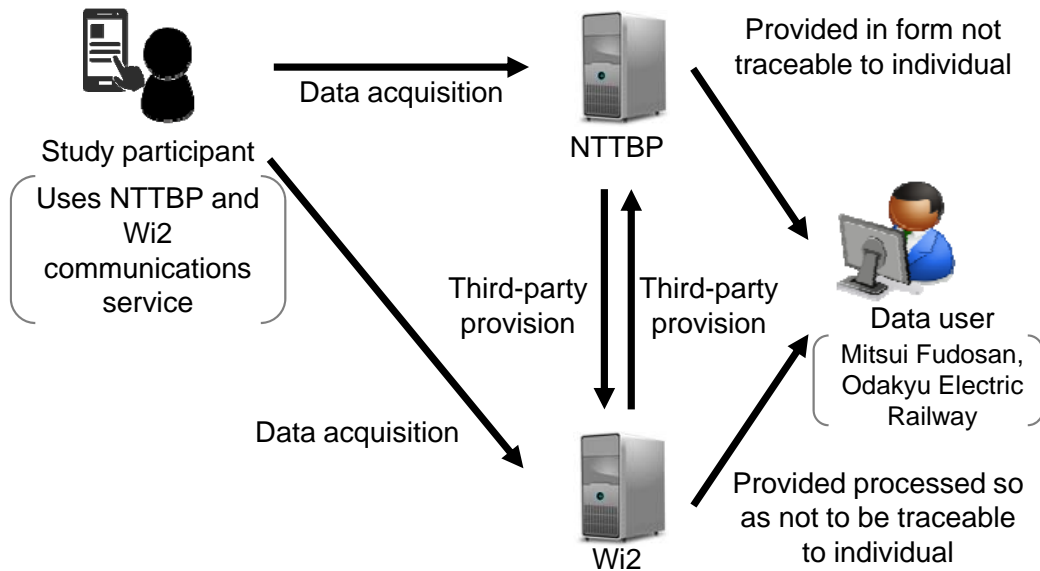 Provided in form not
traceable to individual
Data acquisition
NTTBP
Study participant
Uses NTTBP and
Wi2
communications
service
Third-party
provision
Third-party
provision
Data user
Mitsui Fudosan,
Odakyu Electric
Railway
Data acquisition
Provided processed so
as not to be traceable
to individual
Wi2